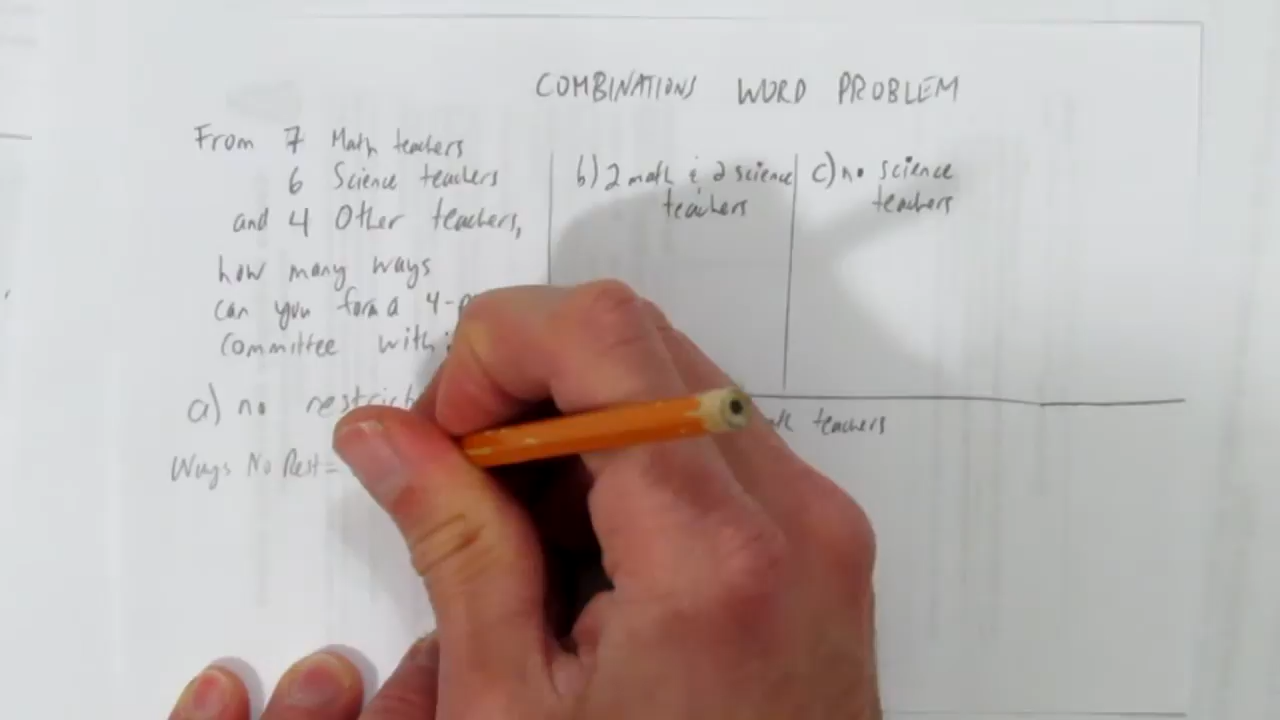 COMBINATIONS WORD PROBLEM
From 7 Math teachers
6 Science teachers
and 4 Other teachers,
how many ways
can you form a 4-
committee with
a) no
Ways No Rest=
b) 2 math & 2 science
teachers
c) no science
teachers
teachers